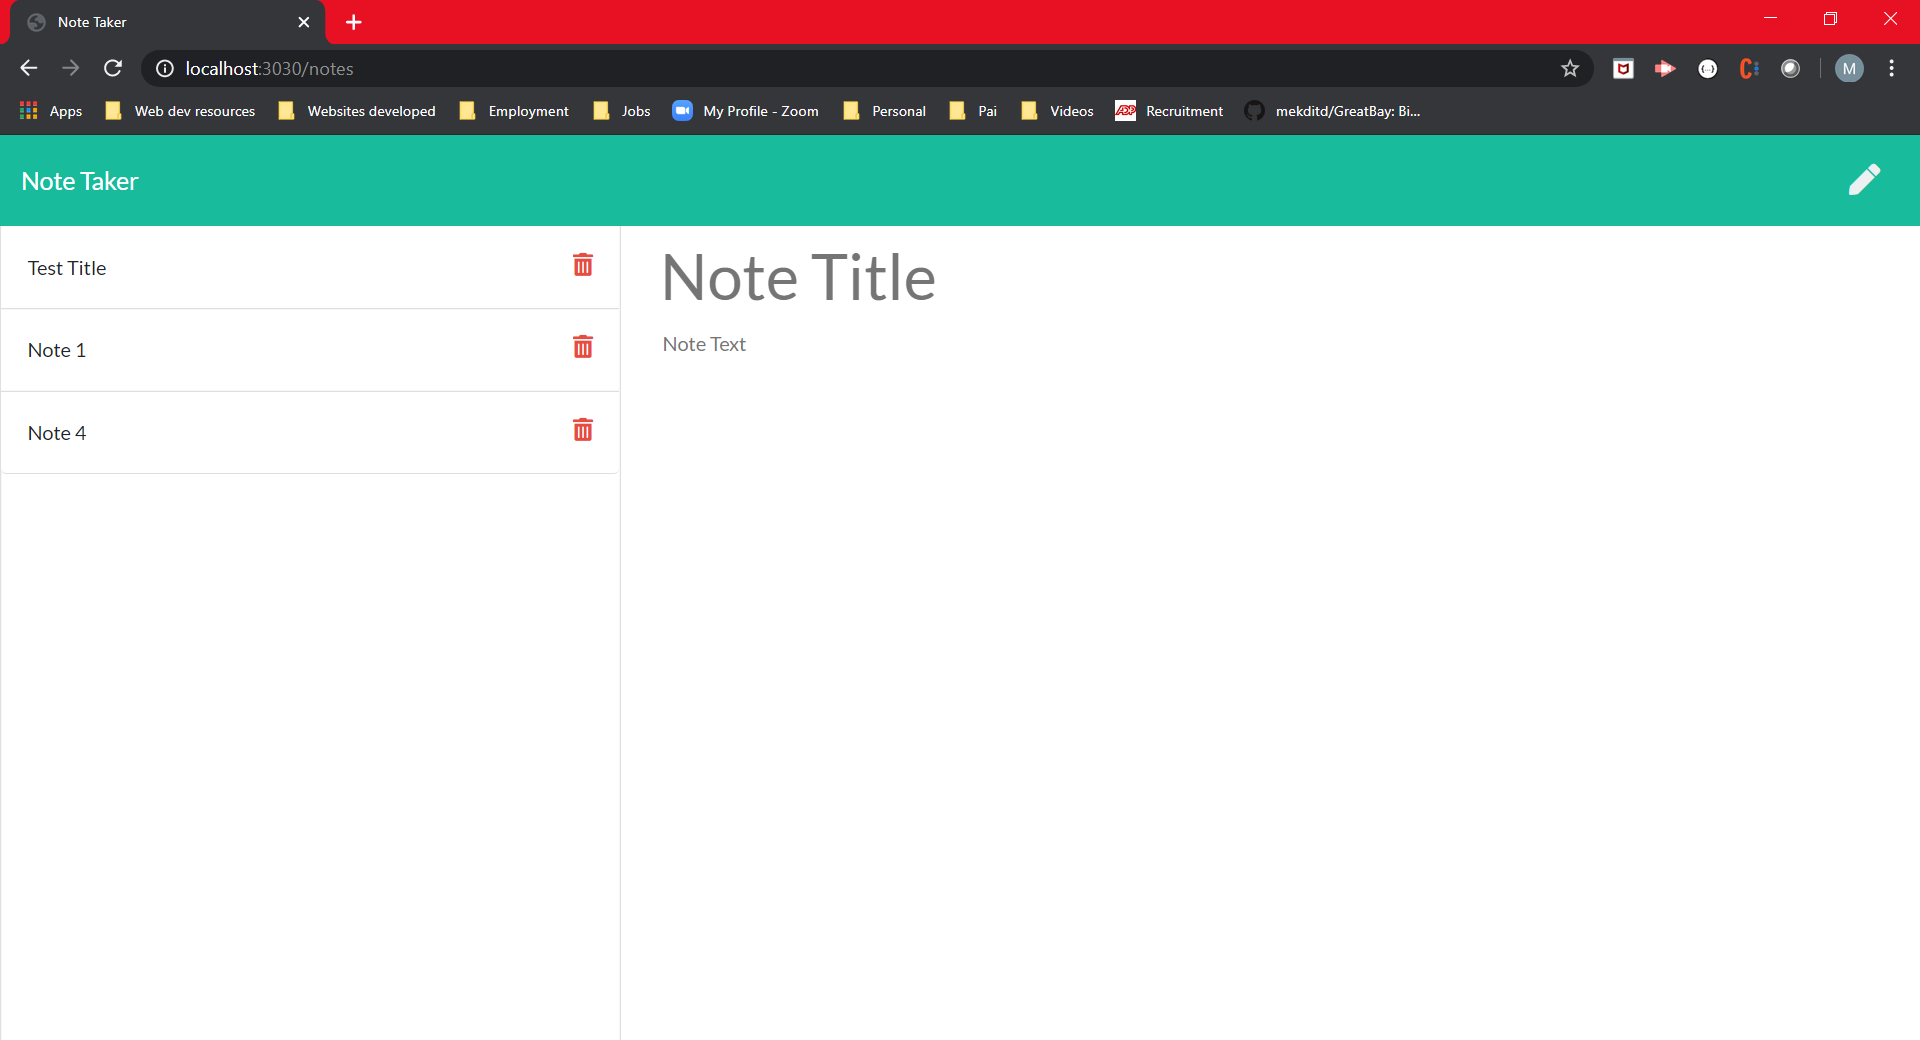 Note Taker
localhost:3030/notes
M
Apps Web dev resources Websites developed Employment Jobs My Profile - Zoom Personal Pai Videos ADP Recruitment mekditd/GreatBay: Bi...
Note Taker
Test Title
Note 1
Note 4
Note Title
Note Text